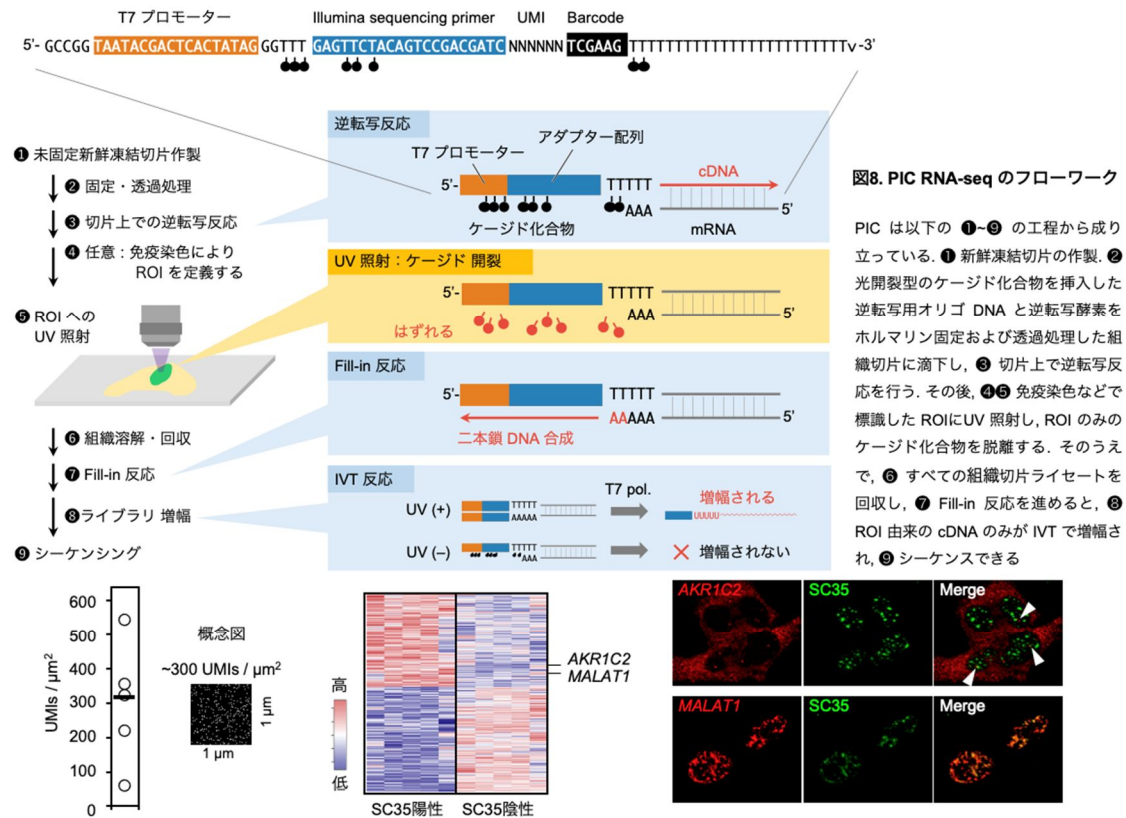 T7 プロモーター
Illumina sequencing primer
UMI
Barcode
5'- GCCGG TAATACGACTCACTATAG GGTTT GAGTTCTACAGTCCGACGATC NNNNNN TCGAAG TTTTTTTTTTTTTTTTTTTTTTTTv -3'
❶ 未固定新鮮凍結切片作製
❷ 固定・透過処理
❸ 切片上での逆転写反応
❹ 任意：免疫染色により
ROI を定義する
❺ ROI への
UV 照射
❻ 組織溶解・回収
❼ Fill-in 反応
❽ライブラリ 増幅
❾ シーケンシング
逆転写反応
T7 プロモーター
アダプター配列
cDNA
5'-
TTTTT
AAA
5'
ケージド化合物
mRNA
UV 照射：ケージド 開裂
5'-
TTTTT
AAA
はずれる
Fill-in 反応
5'-
TTTTT
AAAAA
5'
二本鎖 DNA 合成
IVT 反応
T7 pol.
UV (+)
TTTTT
AAAAA
増幅される
UUUUU
UV (–)
TTTTT
AAA
増幅されない
図8. PIC RNA-seq のフローワーク
PIC は以下の ❶~❾ の工程から成り
立っている. ❶ 新鮮凍結切片の作製. ❷
光開裂型のケージド化合物を挿入した
逆転写用オリゴ DNA と逆転写酵素を
ホルマリン固定および透過処理した組
織切片に滴下し, ❸ 切片上で逆転写反
応を行う. その後, ❹❺ 免疫染色などで
標識した ROIにUV 照射し, ROI のみの
ケージド化合物を脱離する. そのうえ
で, ❻ すべての組織切片ライセートを
回収し, ❼ Fill-in 反応を進めると, ❽
ROI 由来の cDNA のみが IVT で増幅さ
れ, ❾ シーケンスできる
UMIs / μm²
600
500
400
300
200
100
0
概念図
~300 UMIs / μm²
1 μm
1 μm
高
低
AKR1C2
MALAT1
SC35陽性
SC35陰性
AKR1C2
SC35
Merge
MALAT1
SC35
Merge